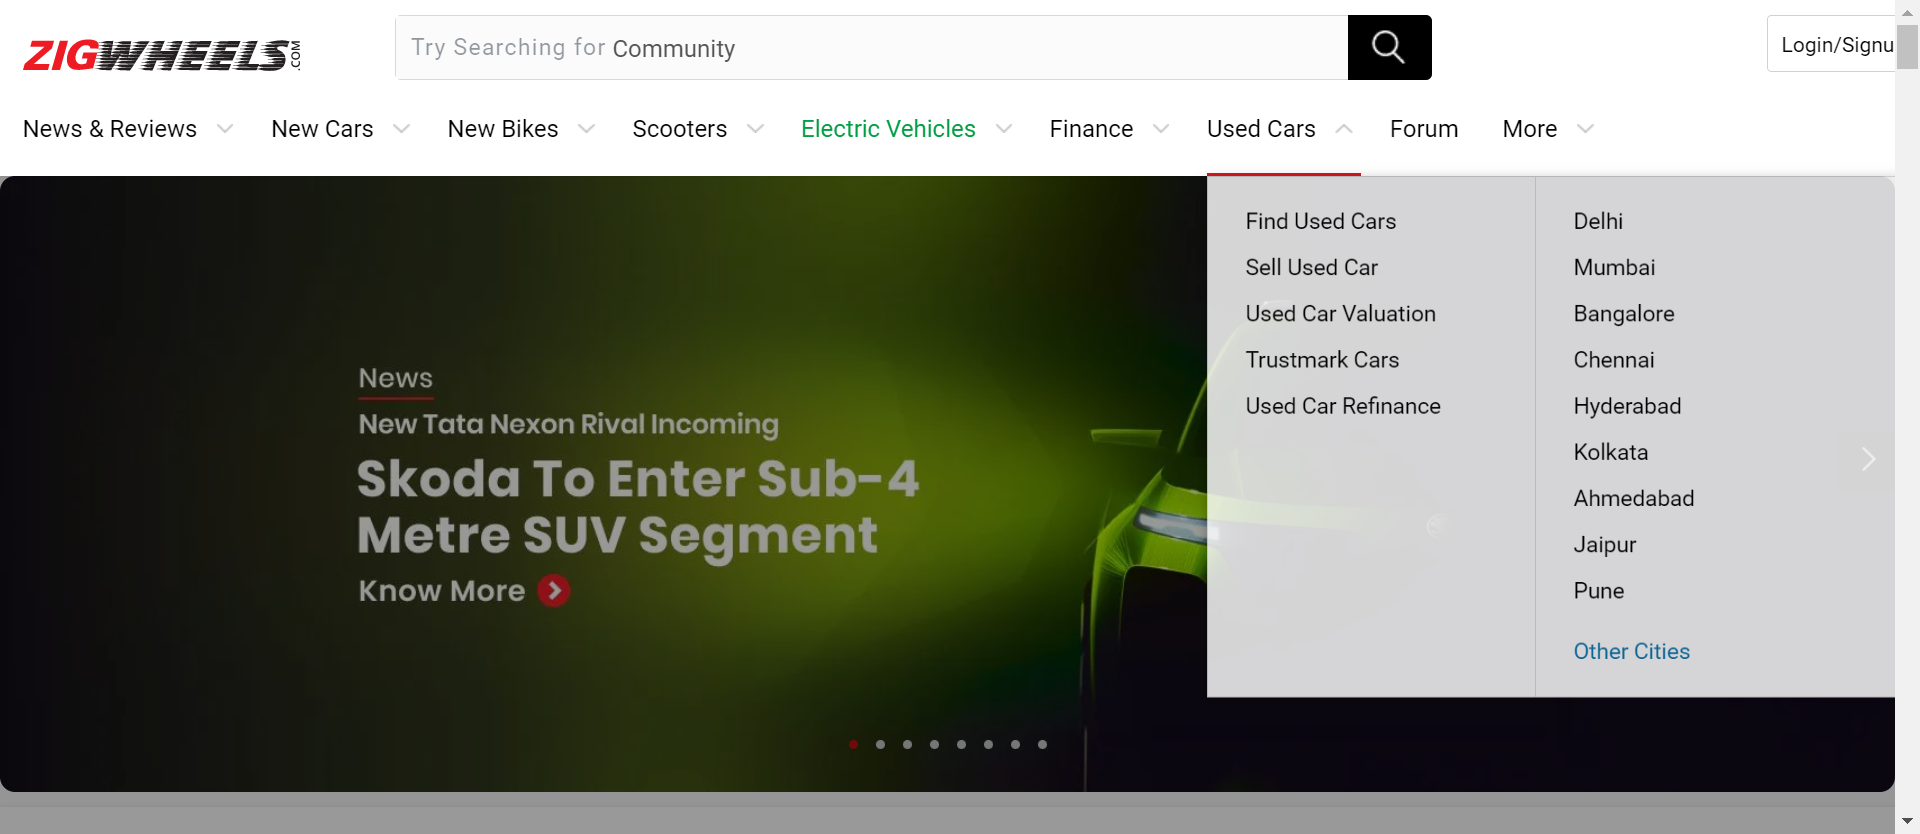 ZIGWHEELS.COM
Try Searching for Community
Login/Signu
News & Reviews
New Cars
New Bikes
Scooters
Electric Vehicles
Finance
Used Cars
Forum
More
Find Used Cars
Sell Used Car
Used Car Valuation
Trustmark Cars
Used Car Refinance
Delhi
Mumbai
Bangalore
Chennai
Hyderabad
Kolkata
Ahmedabad
Jaipur
Pune
Other Cities
News
New Tata Nexon Rival Incoming
Skoda To Enter Sub-4
Metre SUV Segment
Know More